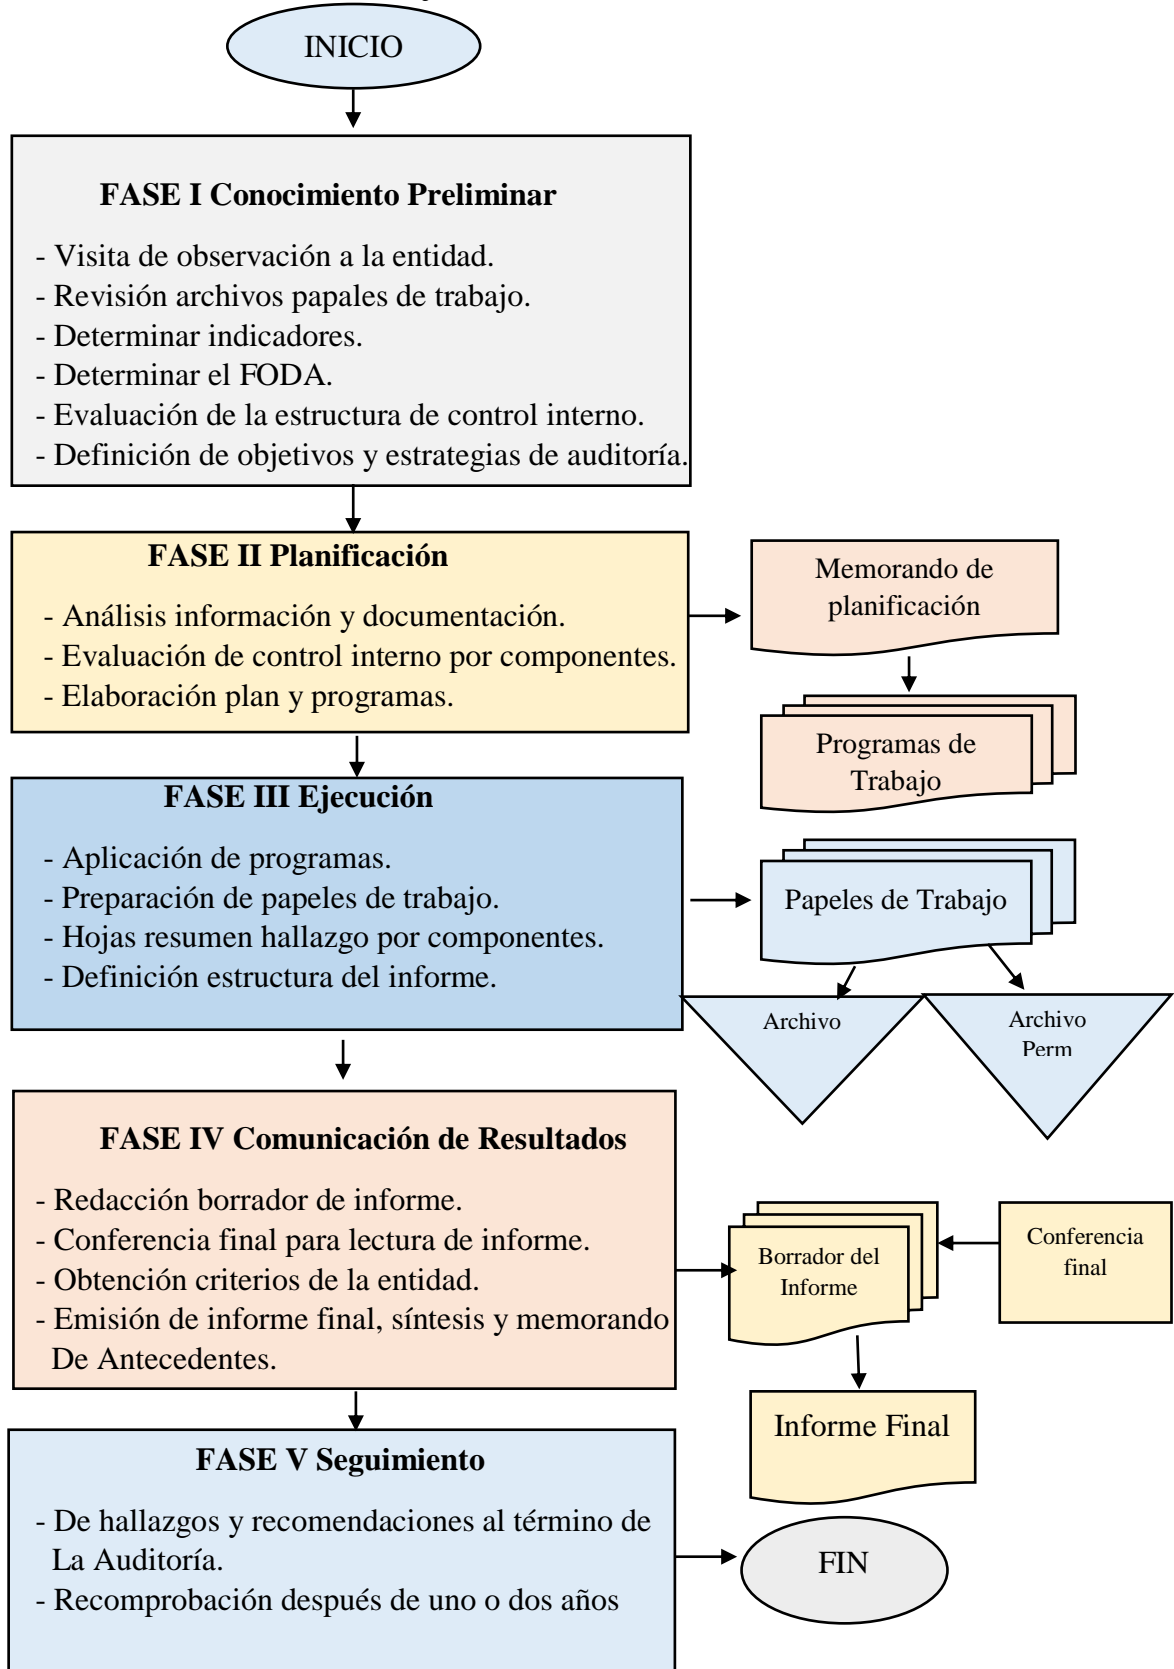 INICIO
FASE I Conocimiento Preliminar
- Visita de observación a la entidad.
- Revisión archivos papales de trabajo.
- Determinar indicadores.
- Determinar el FODA.
- Evaluación de la estructura de control interno.
- Definición de objetivos y estrategias de auditoría.
FASE II Planificación
- Análisis información y documentación.
- Evaluación de control interno por componentes.
- Elaboración plan y programas.
Memorando de
planificación
Programas de
Trabajo
FASE III Ejecución
- Aplicación de programas.
- Preparación de papeles de trabajo.
- Hojas resumen hallazgo por componentes.
- Definición estructura del informe.
Papeles de Trabajo
Archivo
Archivo
Perm
FASE IV Comunicación de Resultados
- Redacción borrador de informe.
- Conferencia final para lectura de informe.
- Obtención criterios de la entidad.
- Emisión de informe final, síntesis y memorando
De Antecedentes.
Borrador del
Informe
Conferencia
final
Informe Final
FASE V Seguimiento
- De hallazgos y recomendaciones al término de
La Auditoría.
- Recomprobación después de uno o dos años
FIN